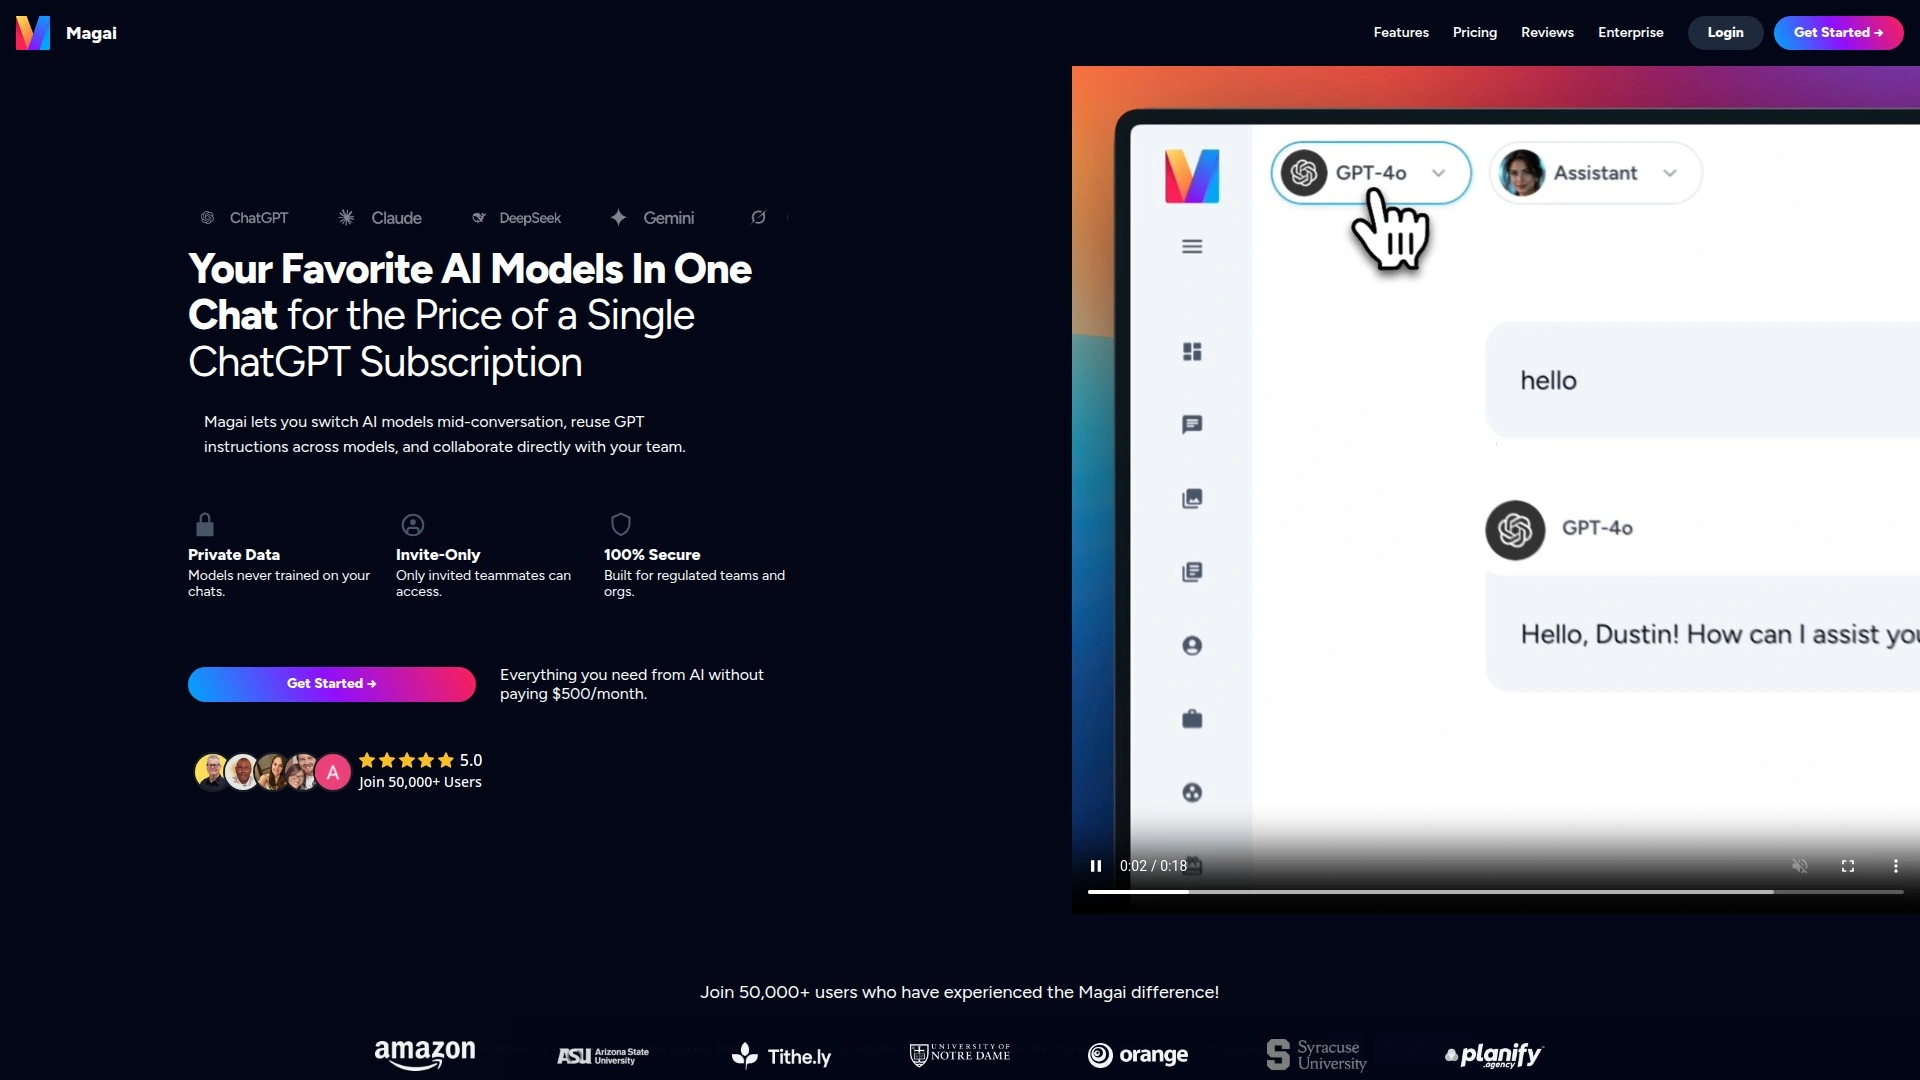 Magai
Features
Pricing
Reviews
Enterprise
Login
Get Started →
ChatGPT
Claude
DeepSeek
Gemini
Your Favorite AI Models In One
Chat for the Price of a Single
ChatGPT Subscription
Magai lets you switch AI models mid-conversation, reuse GPT
instructions across models, and collaborate directly with your team.
Private Data
Models never trained on your
chats.
Invite-Only
Only invited teammates can
access.
100% Secure
Built for regulated teams and
orgs.
Get Started →
Everything you need from AI without
paying $500/month.
A
5.0
Join 50,000+ Users
GPT-4o
Assistant
hello
GPT-4o
Hello, Dustin! How can I assist you
0:02 / 0:18
Join 50,000+ users who have experienced the Magai difference!
amazon
ASU Arizona State
University
Tithe.ly
UNIVERSITY OF
NOTRE DAME
orange
S Syracuse
University
planify
.agency